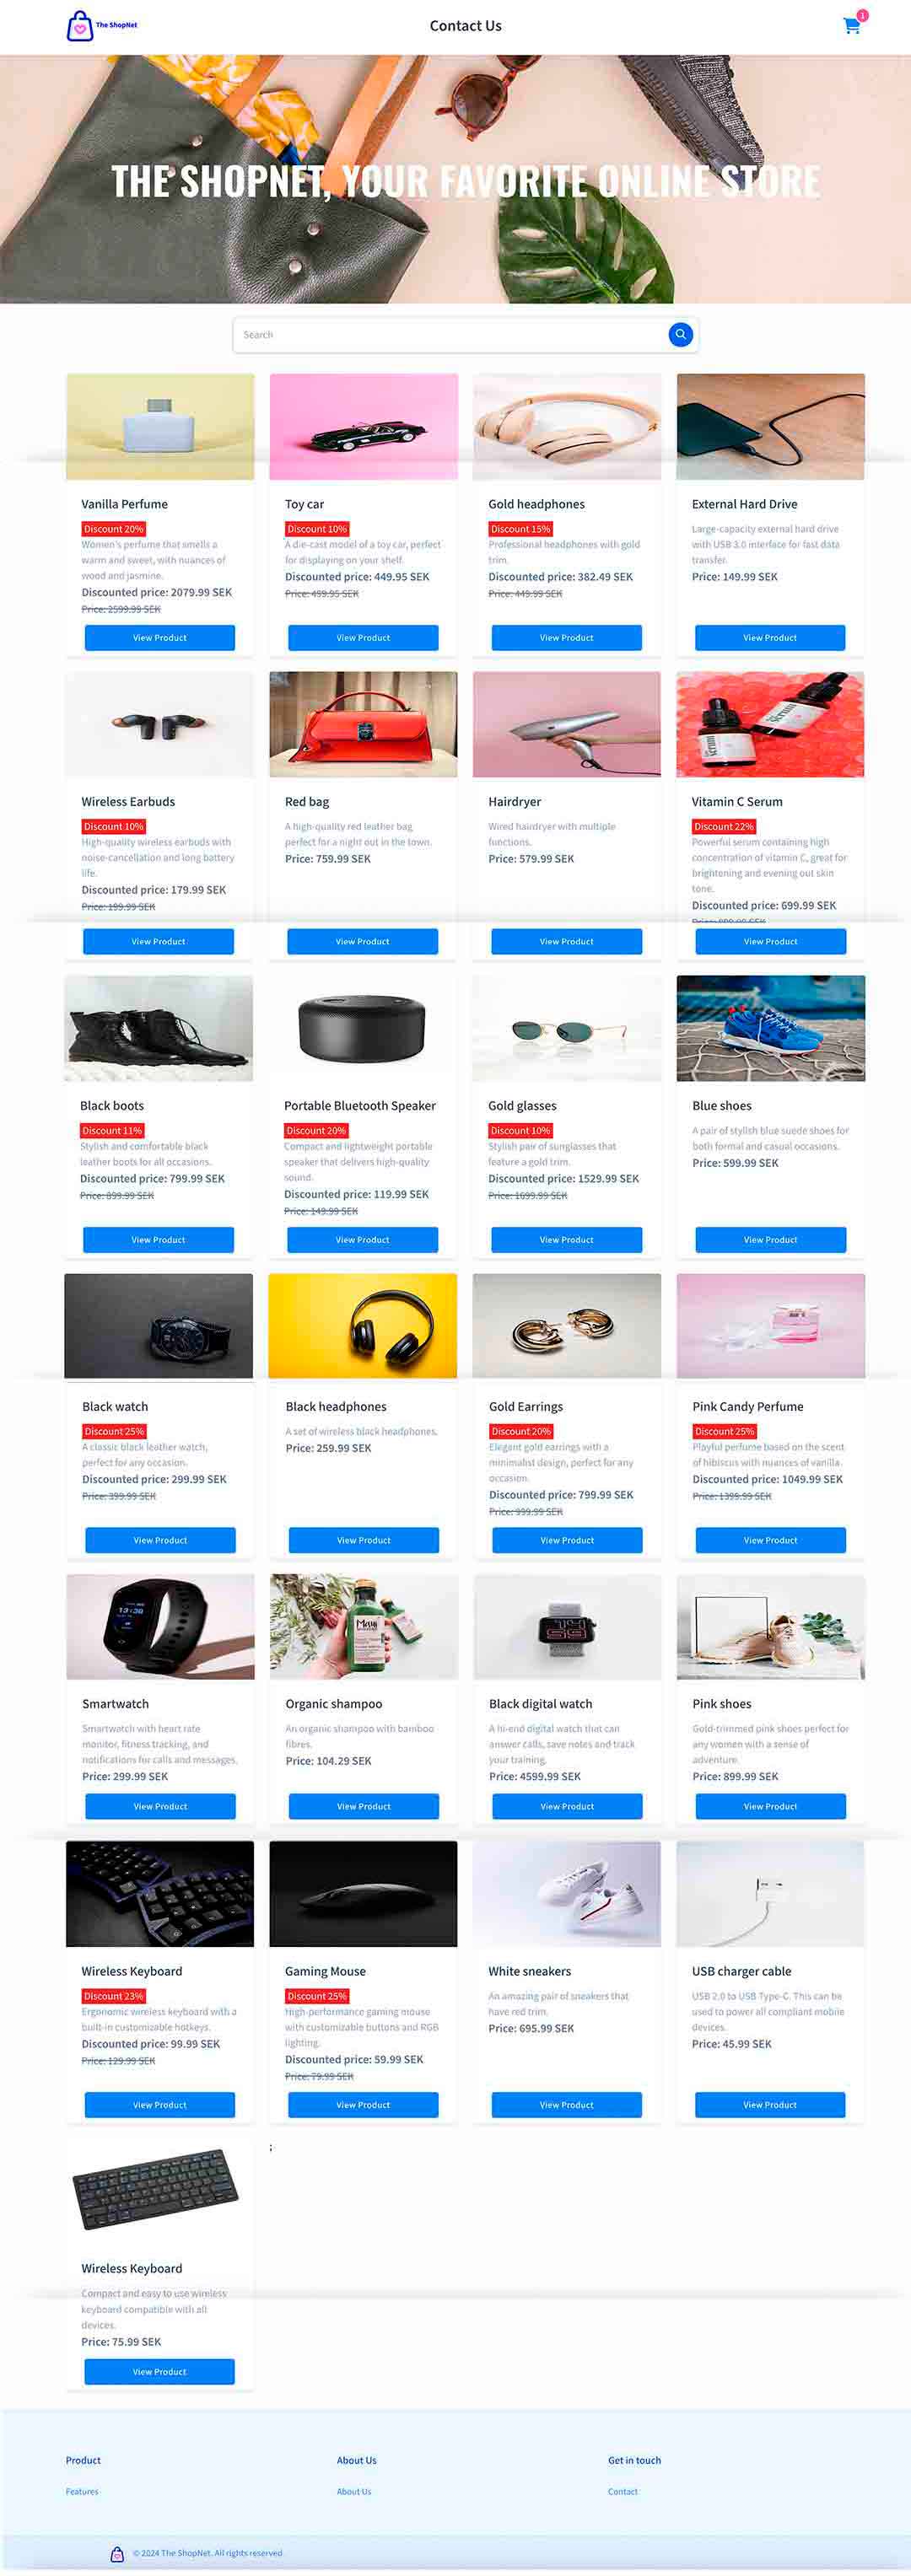 The ShopNet
Contact Us
1
THE SHOPNET, YOUR FAVORITE ONLINE STORE
Search
Vanilla Perfume
Discount 20%
Women's perfume that smells a
warm and sweet, with nuances of
wood and jasmine.
Discounted price: 2079.99 SEK
Price: 2599.99 SEK
View Product
Toy car
Discount 10%
A die-cast model of a toy car, perfect
for displaying on your shelf.
Discounted price: 449.95 SEK
Price: 499.95 SEK
View Product
Gold headphones
Discount 15%
Professional headphones with gold
trim.
Discounted price: 382.49 SEK
Price: 449.99 SEK
View Product
External Hard Drive
Large-capacity external hard drive
with USB 3.0 interface for fast data
transfer.
Price: 149.99 SEK
View Product
Wireless Earbuds
Discount 10%
High-quality wireless earbuds with
noise-cancellation and long battery
life.
Discounted price: 179.99 SEK
Price: 199.99 SEK
View Product
Red bag
A high-quality red leather bag
perfect for a night out in the town.
Price: 759.99 SEK
View Product
Hairdryer
Wired hairdryer with multiple
functions.
Price: 579.99 SEK
View Product
serum
serum
Vitamin C Serum
Discount 22%
Powerful serum containing high
concentration of vitamin C, great for
brightening and evening out skin
tone.
Discounted price: 699.99 SEK
View Product
Black boots
Discount 11%
Stylish and comfortable black
leather boots for all occasions.
Discounted price: 799.99 SEK
Price: 899.99 SEK
View Product
Portable Bluetooth Speaker
Discount 20%
Compact and lightweight portable
speaker that delivers high-quality
sound.
Discounted price: 119.99 SEK
Price: 149.99 SEK
View Product
Gold glasses
Discount 10%
Stylish pair of sunglasses that
feature a gold trim.
Discounted price: 1529.99 SEK
Price: 1699.99 SEK
View Product
Blue shoes
A pair of stylish blue suede shoes for
both formal and casual occasions.
Price: 599.99 SEK
View Product
Black watch
Discount 25%
A classic black leather watch,
perfect for any occasion.
Discounted price: 299.99 SEK
Price: 399.99 SEK
View Product
Black headphones
A set of wireless black headphones.
Price: 259.99 SEK
View Product
Gold Earrings
Discount 20%
Elegant gold earrings with a
minimalist design, perfect for any
occasion.
Discounted price: 799.99 SEK
Price: 999.99 SEK
View Product
Pink Candy Perfume
Discount 25%
Playful perfume based on the scent
of hibiscus with nuances of vanilla.
Discounted price: 1049.99 SEK
Price: 1399.99 SEK
View Product
13:38
Smartwatch
Smartwatch with heart rate
monitor, fitness tracking, and
notifications for calls and messages.
Price: 299.99 SEK
View Product
Maui
Organic shampoo
An organic shampoo with bamboo
fibres.
Price: 104.29 SEK
View Product
Black digital watch
A hi-end digital watch that can
answer calls, save notes and track
your training.
Price: 4599.99 SEK
View Product
Pink shoes
Gold-trimmed pink shoes perfect for
any women with a sense of
adventure.
Price: 899.99 SEK
View Product
Wireless Keyboard
Discount 23%
Ergonomic wireless keyboard with a
built-in customizable hotkeys.
Discounted price: 99.99 SEK
Price: 129.99 SEK
View Product
Gaming Mouse
Discount 25%
High-performance gaming mouse
with customizable buttons and RGB
lighting.
Discounted price: 59.99 SEK
Price: 79.99 SEK
View Product
White sneakers
An amazing pair of sneakers that
have red trim.
Price: 695.99 SEK
View Product
USB charger cable
USB 2.0 to USB Type-C. This can be
used to power all compliant mobile
devices.
Price: 45.99 SEK
View Product
;
Wireless Keyboard
Compact and easy to use wireless
keyboard compatible with all
devices.
Price: 75.99 SEK
View Product
Product
Features
About Us
About Us
Get in touch
Contact
© 2024 The ShopNet. All rights reserved